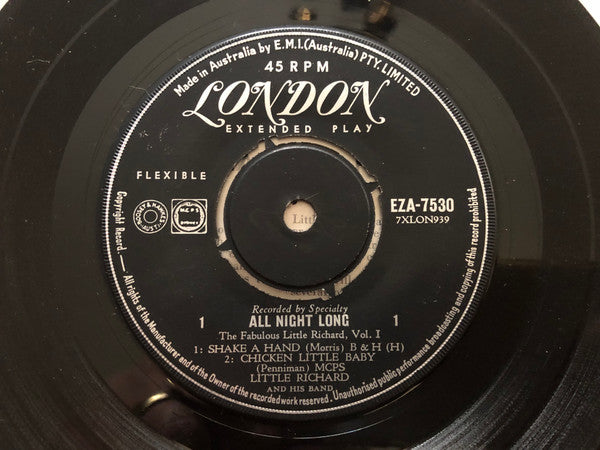 Made in Australia by E.M.I.(Australia) PTY. LIMITED
45 RPM
LONDON
EXTENDED PLAY
FLEXIBLE
BOOSEY & HAWKES
AUST.
M.C.P.S
EZA-7530
7XLON939
Recorded by Specialty
1 ALL NIGHT LONG 1
The Fabulous Little Richard, Vol. I
1: SHAKE A HAND (Morris) B & H (H)
2: CHICKEN LITTLE BABY
(Penniman) MCPS
LITTLE RICHARD
AND HIS BAND
Copyright Record — All rights of the Manufacturer and of the Owner of the recorded work reserved. Unauthorised public performance broadcasting and copying of this record prohibited